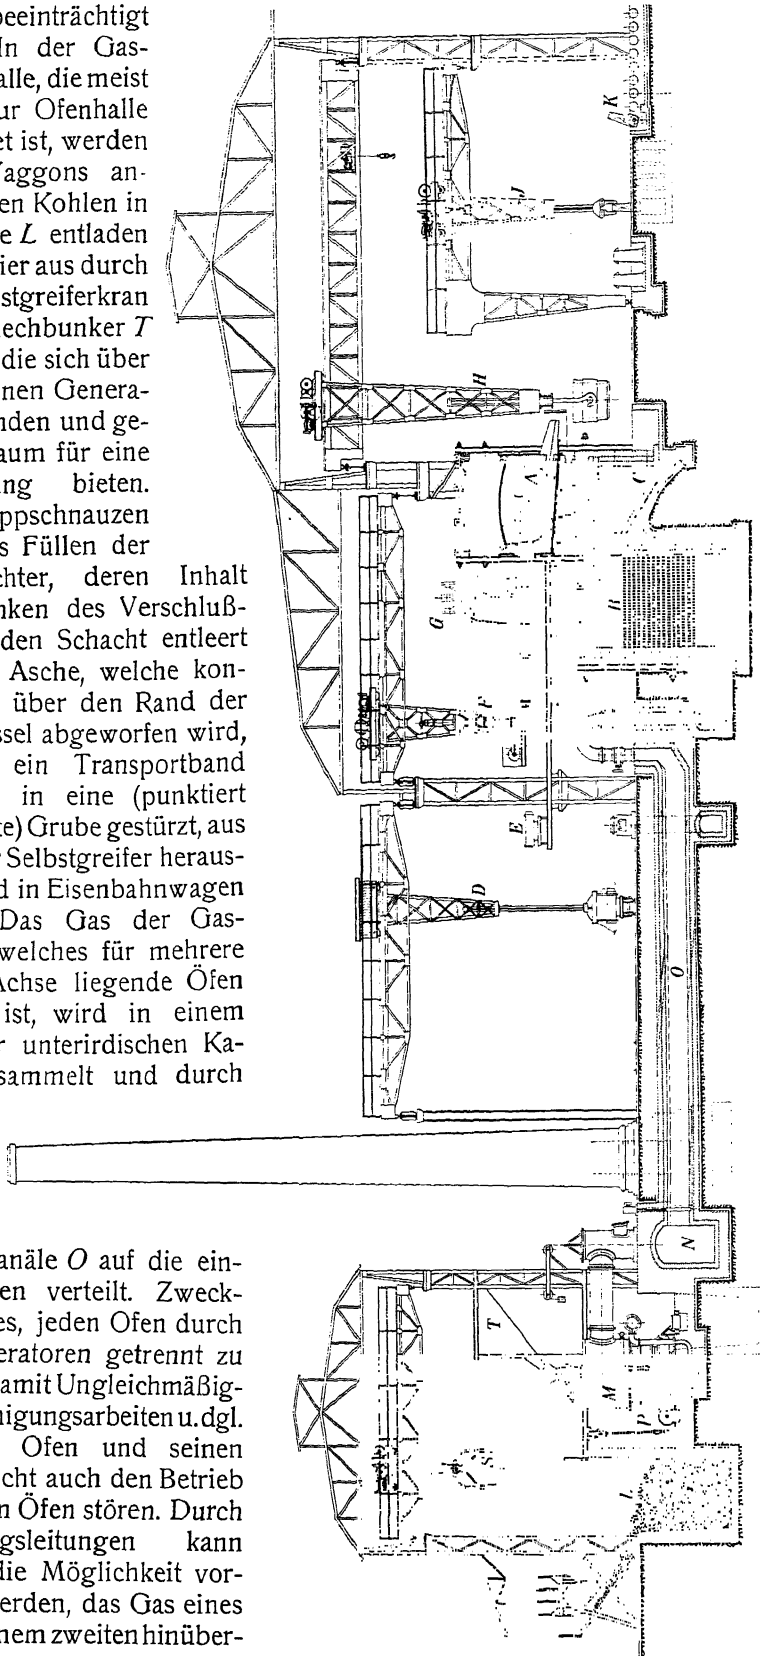 beeinträchtigt
In der Gas-
alle, die meist
ur Ofenhalle
et ist, werden
Waggons an-
en Kohlen in
e L entladen
ier aus durch
stgreiferkran
lechbunker T
die sich über
nen Genera-
nden und ge-
aum für eine
ng bieten.
ppschnauzen
s Füllen der
chter, deren Inhalt
nken des Verschluß-
den Schacht entleert
Asche, welche kon-
über den Rand der
ssel abgeworfen wird,
ein Transportband
in eine (punktiert
te) Grube gestürzt, aus
r Selbstgreifer heraus-
d in Eisenbahnwagen
Das Gas der Gas-
welches für mehrere
Achse liegende Öfen
ist, wird in einem
r unterirdischen Ka-
sammelt und durch
anäle O auf die ein-
en verteilt. Zweck-
es, jeden Ofen durch
eratoren getrennt zu
amit Ungleichmäßig-
nigungsarbeiten u. dgl.
Ofen und seinen
cht auch den Betrieb
n Öfen stören. Durch
gsleitungen kann
die Möglichkeit vor-
erden, das Gas eines
nem zweiten hinüber-
K
J
H
A
C
G
B
F
E
D
O
N
T
M
P
S
L